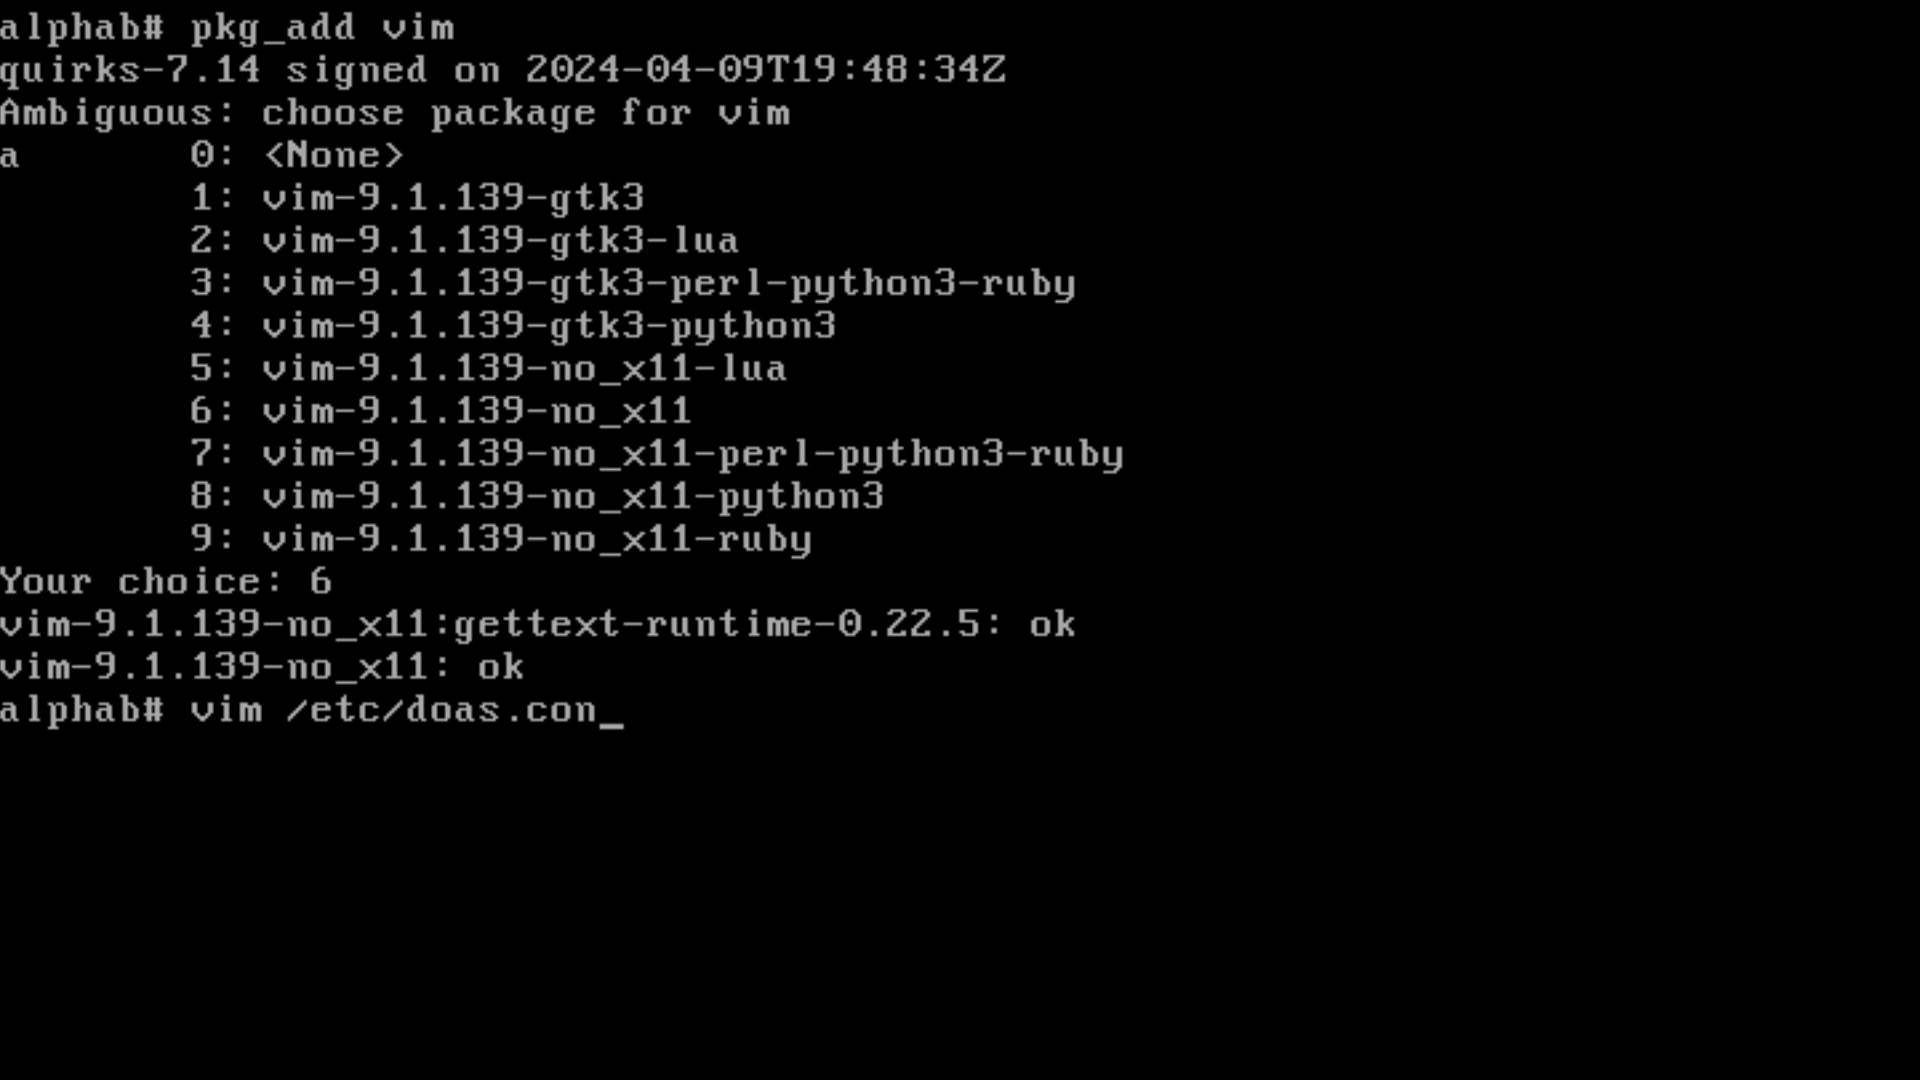 alphab# pkg_add vim
quirks-7.14 signed on 2024-04-09T19:48:34Z
Ambiguous: choose package for vim
a       0: <None>
        1: vim-9.1.139-gtk3
        2: vim-9.1.139-gtk3-lua
        3: vim-9.1.139-gtk3-perl-python3-ruby
        4: vim-9.1.139-gtk3-python3
        5: vim-9.1.139-no_x11-lua
        6: vim-9.1.139-no_x11
        7: vim-9.1.139-no_x11-perl-python3-ruby
        8: vim-9.1.139-no_x11-python3
        9: vim-9.1.139-no_x11-ruby
Your choice: 6
vim-9.1.139-no_x11:gettext-runtime-0.22.5: ok
vim-9.1.139-no_x11: ok
alphab# vim /etc/doas.con_